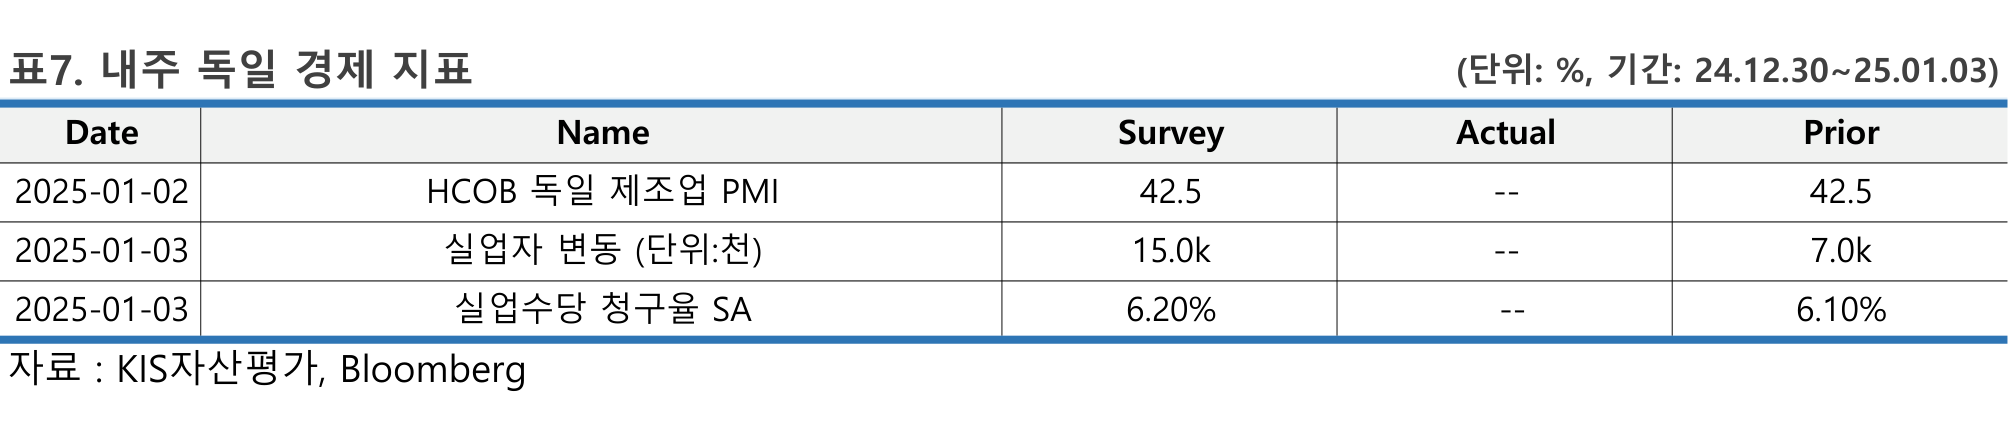 표7. 내주 독일 경제 지표 (단위: %, 기간: 24.12.30~25.01.03)
Date Name Survey Actual Prior
2025-01-02 HCOB 독일 제조업 PMI 42.5 -- 42.5
2025-01-03 실업자 변동 (단위:천) 15.0k -- 7.0k
2025-01-03 실업수당 청구율 SA 6.20% -- 6.10%
자료 : KIS자산평가, Bloomberg